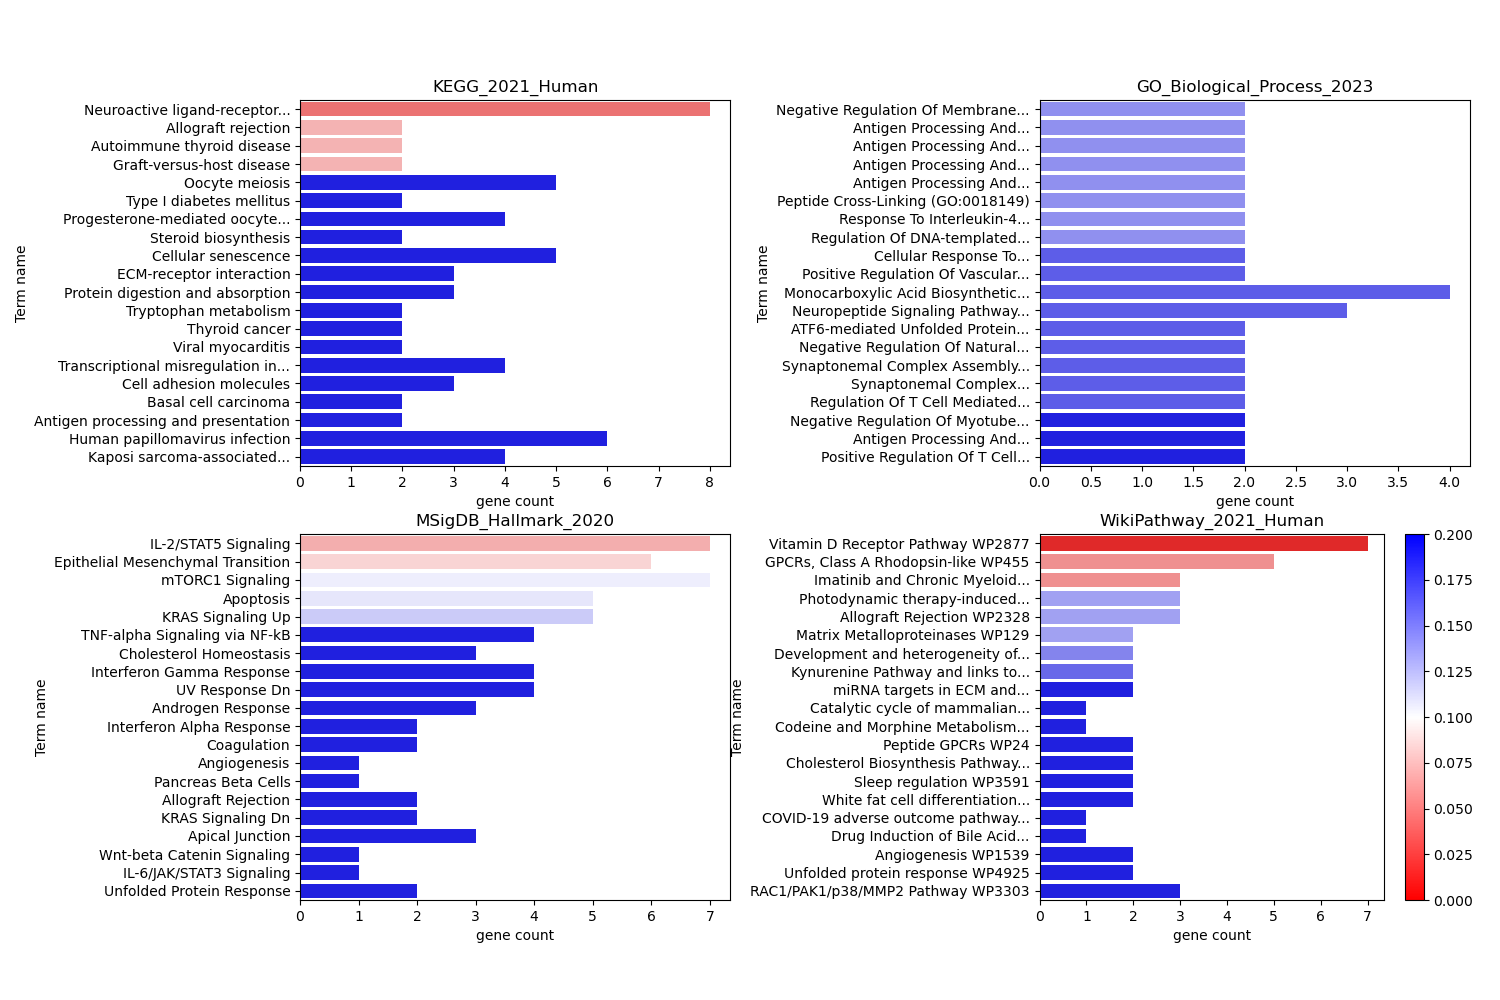 KEGG_2021_Human
Term name
Neuroactive ligand-receptor...
Allograft rejection
Autoimmune thyroid disease
Graft-versus-host disease
Oocyte meiosis
Type I diabetes mellitus
Progesterone-mediated oocyte...
Steroid biosynthesis
Cellular senescence
ECM-receptor interaction
Protein digestion and absorption
Tryptophan metabolism
Thyroid cancer
Viral myocarditis
Transcriptional misregulation in...
Cell adhesion molecules
Basal cell carcinoma
Antigen processing and presentation
Human papillomavirus infection
Kaposi sarcoma-associated...
0 1 2 3 4 5 6 7 8
gene count
GO_Biological_Process_2023
Term name
Negative Regulation Of Membrane...
Antigen Processing And...
Antigen Processing And...
Antigen Processing And...
Antigen Processing And...
Peptide Cross-Linking (GO:0018149)
Response To Interleukin-4...
Regulation Of DNA-templated...
Cellular Response To...
Positive Regulation Of Vascular...
Monocarboxylic Acid Biosynthetic...
Neuropeptide Signaling Pathway...
ATF6-mediated Unfolded Protein...
Negative Regulation Of Natural...
Synaptonemal Complex Assembly...
Synaptonemal Complex...
Regulation Of T Cell Mediated...
Negative Regulation Of Myotube...
Antigen Processing And...
Positive Regulation Of T Cell...
0.0 0.5 1.0 1.5 2.0 2.5 3.0 3.5 4.0
gene count
MSigDB_Hallmark_2020
Term name
IL-2/STAT5 Signaling
Epithelial Mesenchymal Transition
mTORC1 Signaling
Apoptosis
KRAS Signaling Up
TNF-alpha Signaling via NF-kB
Cholesterol Homeostasis
Interferon Gamma Response
UV Response Dn
Androgen Response
Interferon Alpha Response
Coagulation
Angiogenesis
Pancreas Beta Cells
Allograft Rejection
KRAS Signaling Dn
Apical Junction
Wnt-beta Catenin Signaling
IL-6/JAK/STAT3 Signaling
Unfolded Protein Response
0 1 2 3 4 5 6 7
gene count
WikiPathway_2021_Human
Term name
Vitamin D Receptor Pathway WP2877
GPCRs, Class A Rhodopsin-like WP455
Imatinib and Chronic Myeloid...
Photodynamic therapy-induced...
Allograft Rejection WP2328
Matrix Metalloproteinases WP129
Development and heterogeneity of...
Kynurenine Pathway and links to...
miRNA targets in ECM and...
Catalytic cycle of mammalian...
Codeine and Morphine Metabolism...
Peptide GPCRs WP24
Cholesterol Biosynthesis Pathway...
Sleep regulation WP3591
White fat cell differentiation...
COVID-19 adverse outcome pathway...
Drug Induction of Bile Acid...
Angiogenesis WP1539
Unfolded protein response WP4925
RAC1/PAK1/p38/MMP2 Pathway WP3303
0 1 2 3 4 5 6 7
gene count
0.200
0.175
0.150
0.125
0.100
0.075
0.050
0.025
0.000